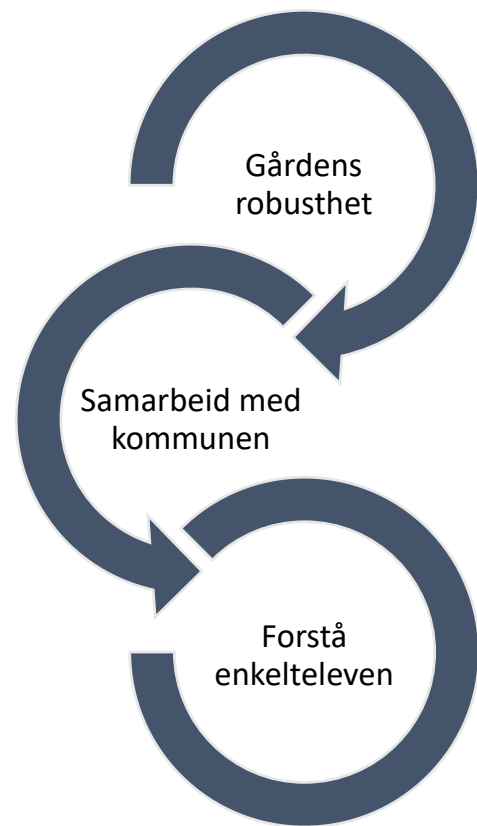 Gårdens
robusthet
Samarbeid med
kommunen
Forstå
enkelteleven